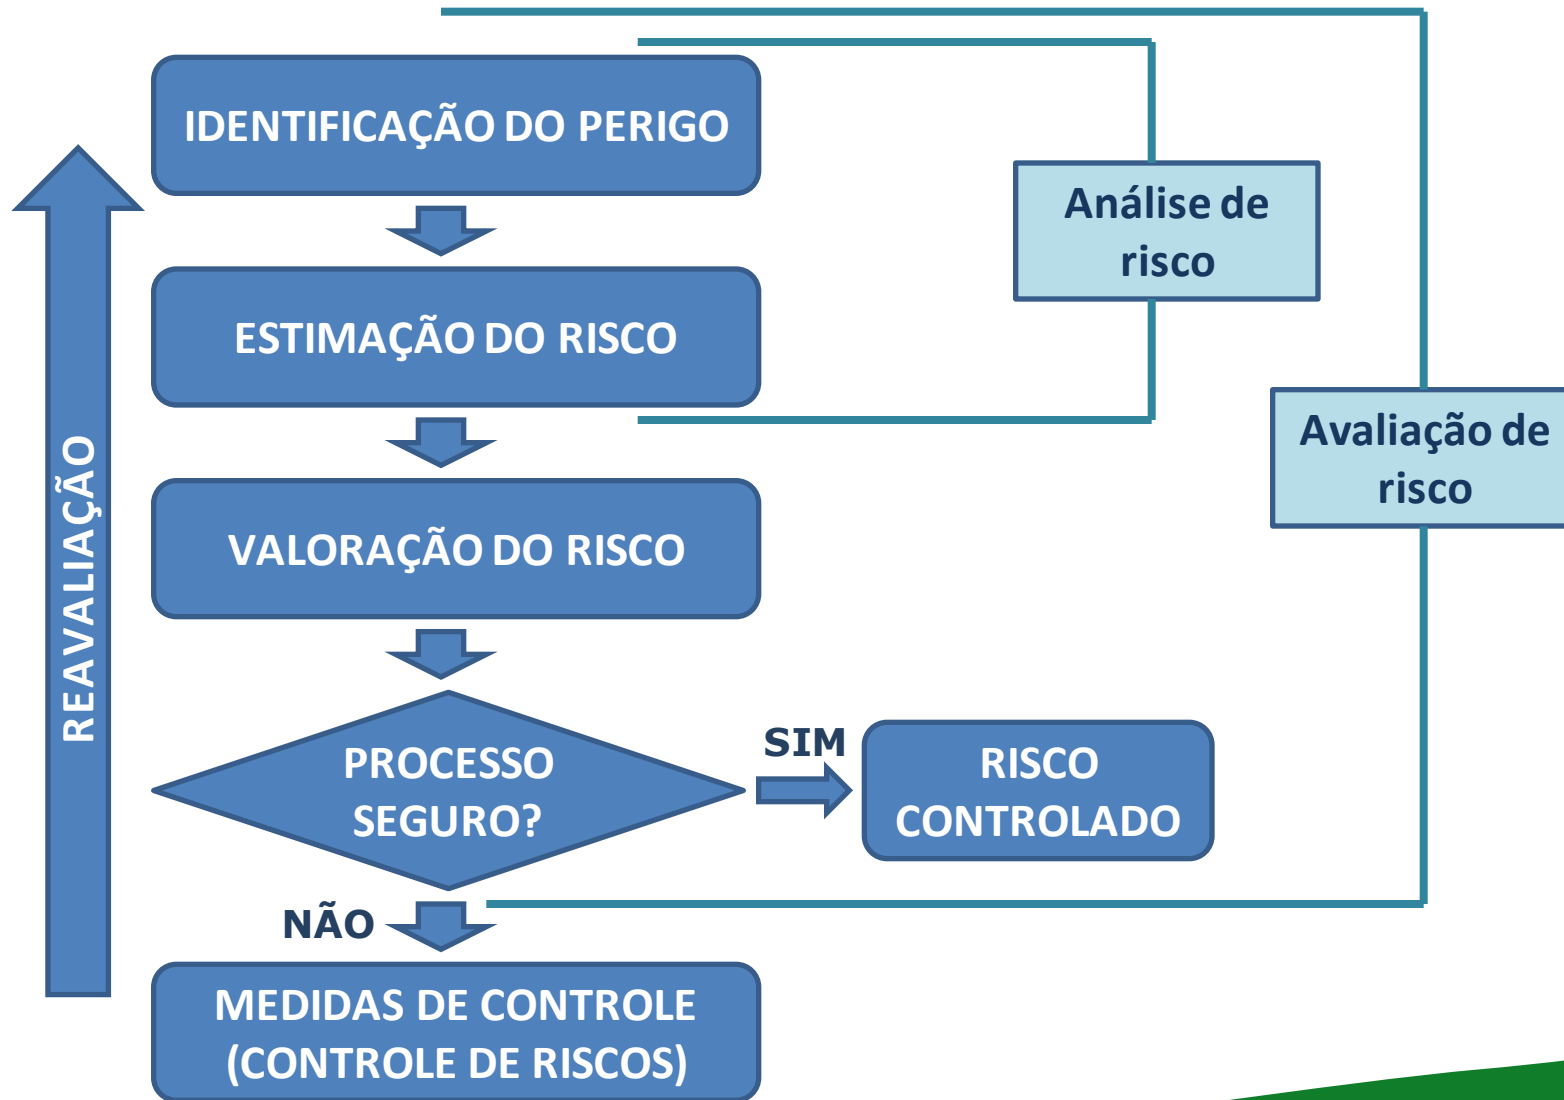 IDENTIFICAÇÃO DO PERIGO
Análise de
risco
ESTIMAÇÃO DO RISCO
Avaliação de
risco
REAVALIAÇÃO
VALORAÇÃO DO RISCO
PROCESSO
SEGURO?
SIM
RISCO
CONTROLADO
NÃO
MEDIDAS DE CONTROLE
(CONTROLE DE RISCOS)